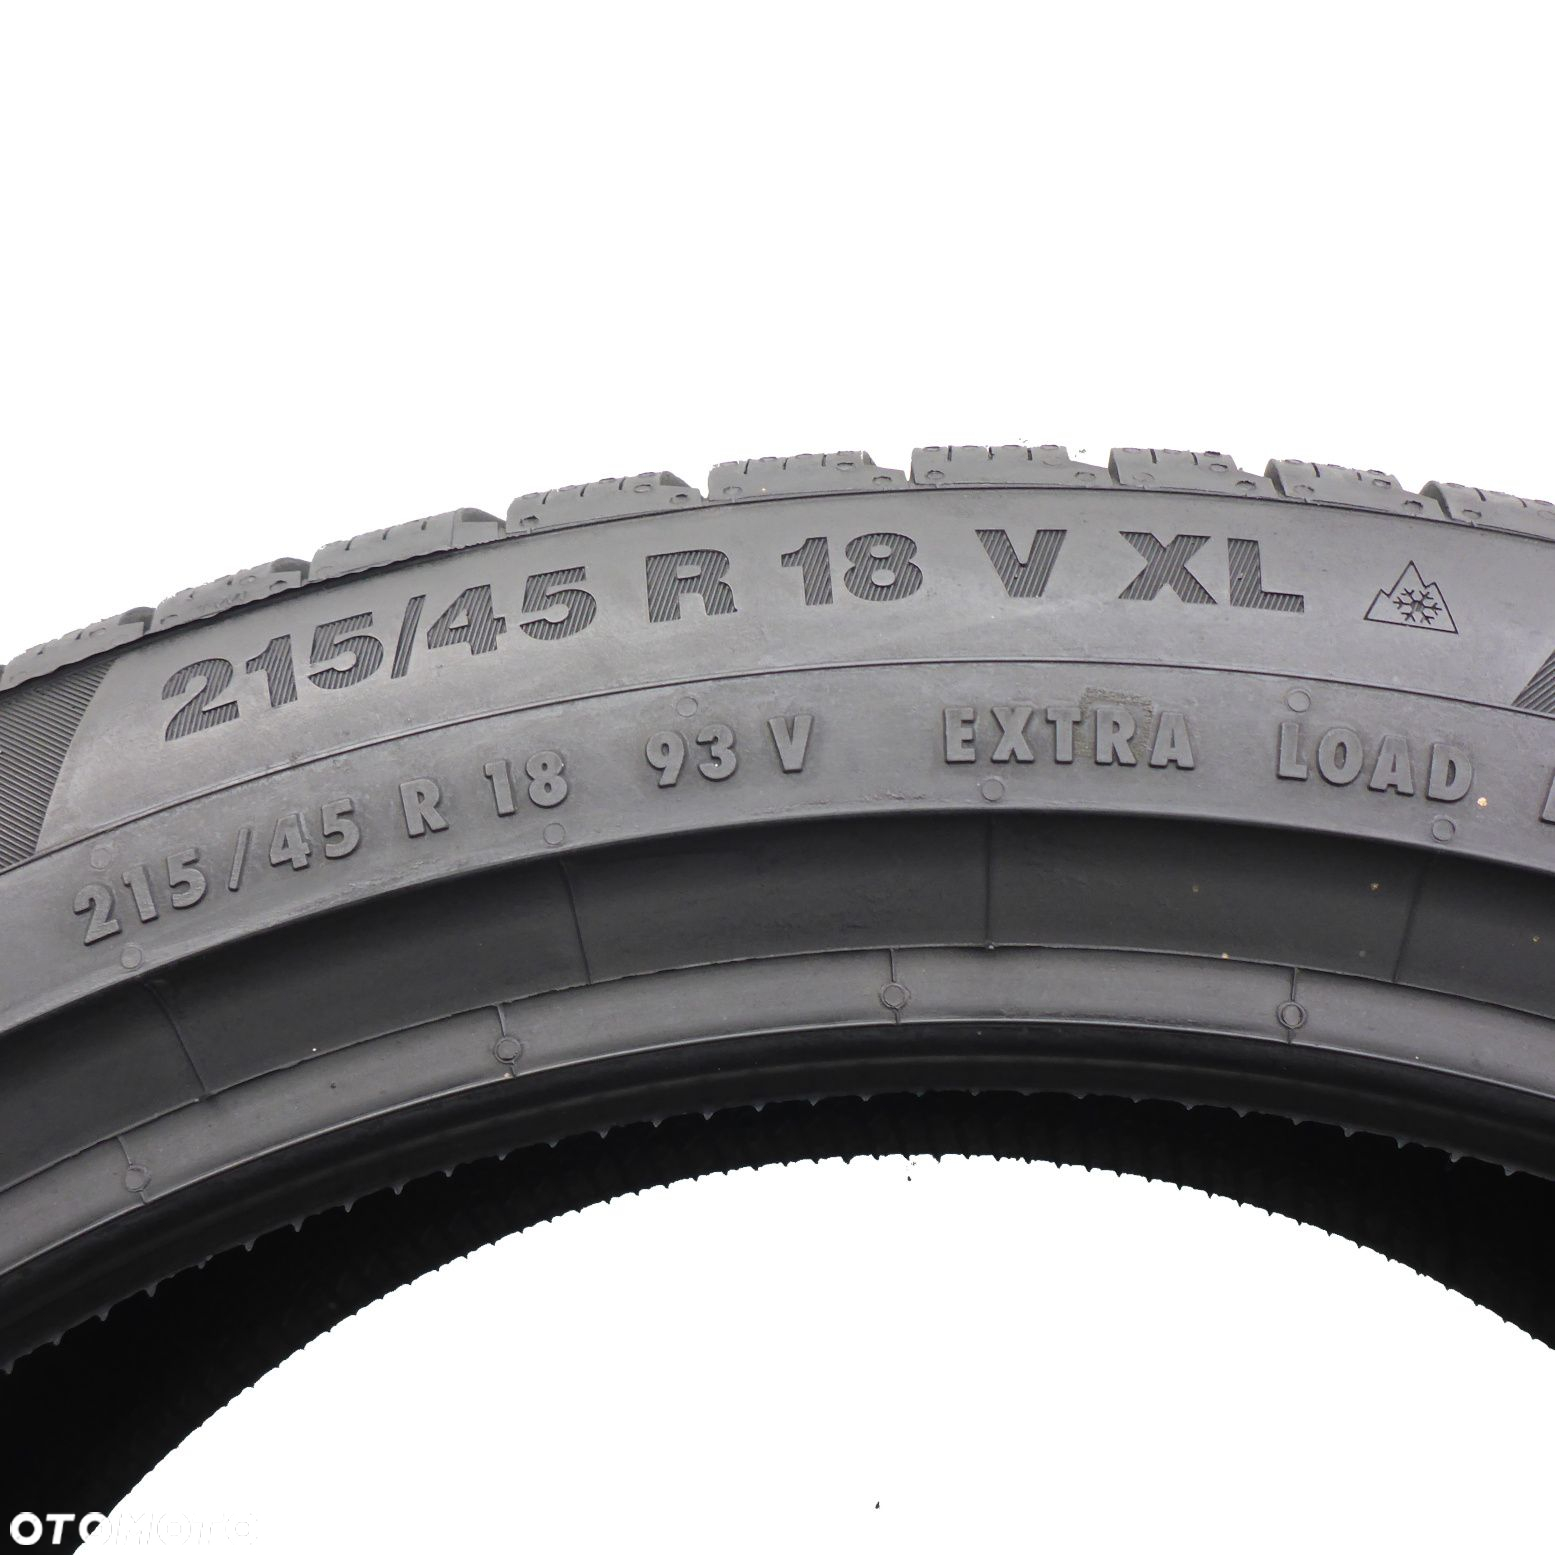 215/45 R 18 V XL
215/45 R 18 93 V EXTRA LOAD
OTOMOTO